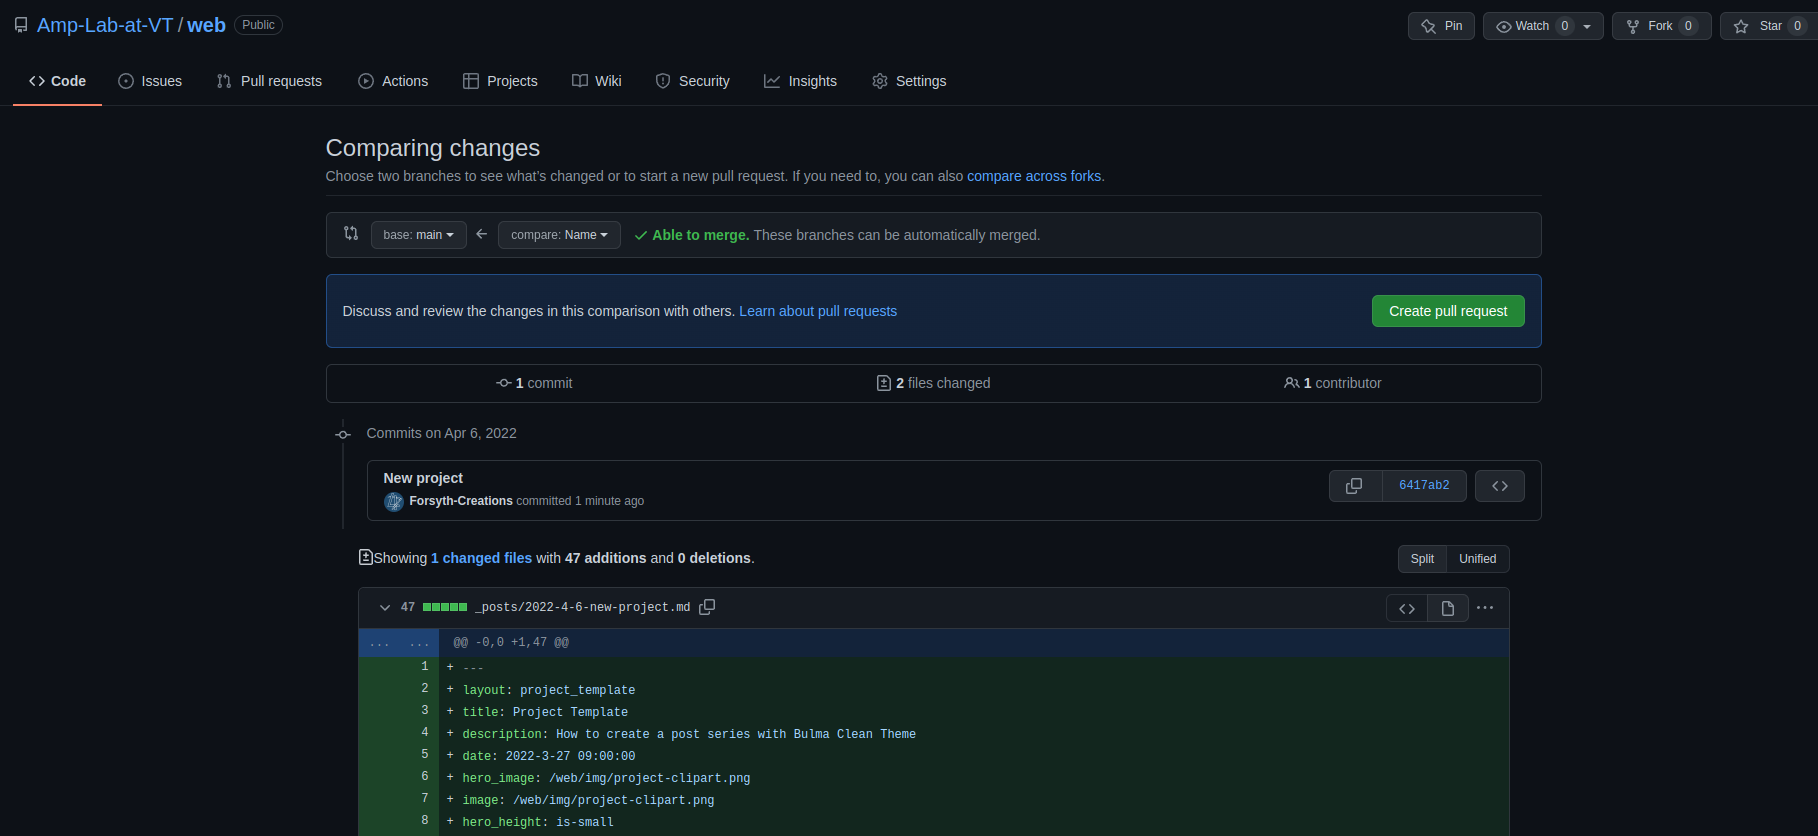 Amp-Lab-at-VT / web Public
Pin Watch 0 Fork 0 Star 0
Code Issues Pull requests Actions Projects Wiki Security Insights Settings
Comparing changes
Choose two branches to see what's changed or to start a new pull request. If you need to, you can also compare across forks.
base: main compare: Name Able to merge. These branches can be automatically merged.
Discuss and review the changes in this comparison with others. Learn about pull requests Create pull request
1 commit 2 files changed 1 contributor
Commits on Apr 6, 2022
New project
Forsyth-Creations committed 1 minute ago 6417ab2
Showing 1 changed files with 47 additions and 0 deletions. Split Unified
47 _posts/2022-4-6-new-project.md
... ... @@ -0,0 +1,47 @@
1 + ---
2 + layout: project_template
3 + title: Project Template
4 + description: How to create a post series with Bulma Clean Theme
5 + date: 2022-3-27 09:00:00
6 + hero_image: /web/img/project-clipart.png
7 + image: /web/img/project-clipart.png
8 + hero_height: is-small